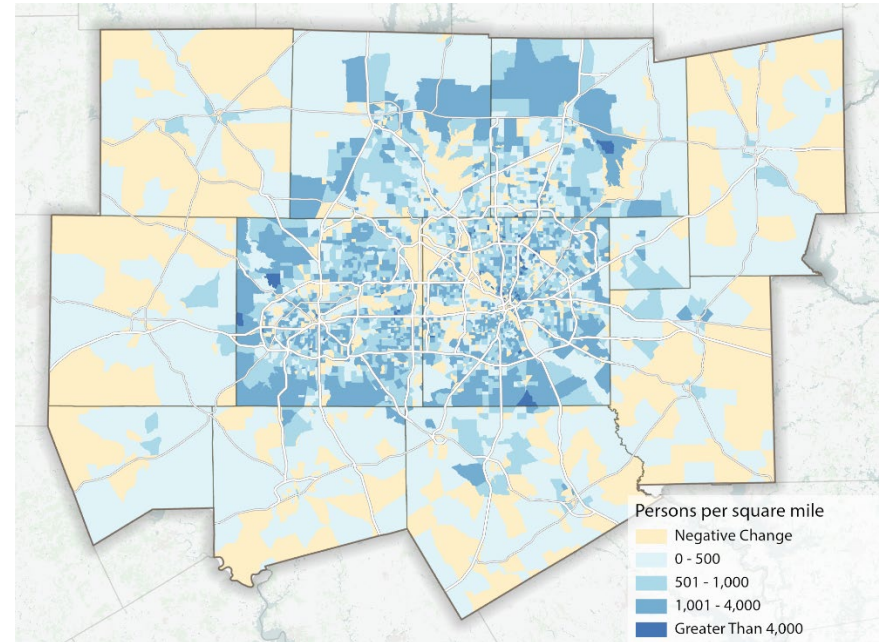 Persons per square mile
Negative Change
0 - 500
501 - 1,000
1,001 - 4,000
Greater Than 4,000